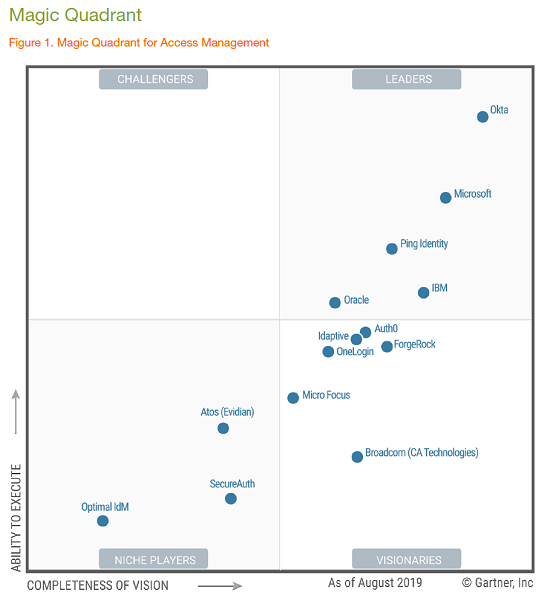 Magic Quadrant
Figure 1. Magic Quadrant for Access Management
CHALLENGERS
LEADERS
Okta
Microsoft
Ping Identity
IBM
Oracle
Auth0
Idaptive
ForgeRock
OneLogin
Micro Focus
Atos (Evidian)
Broadcom (CA Technologies)
SecureAuth
Optimal IdM
NICHE PLAYERS
VISIONARIES
ABILITY TO EXECUTE
COMPLETENESS OF VISION
As of August 2019
© Gartner, Inc